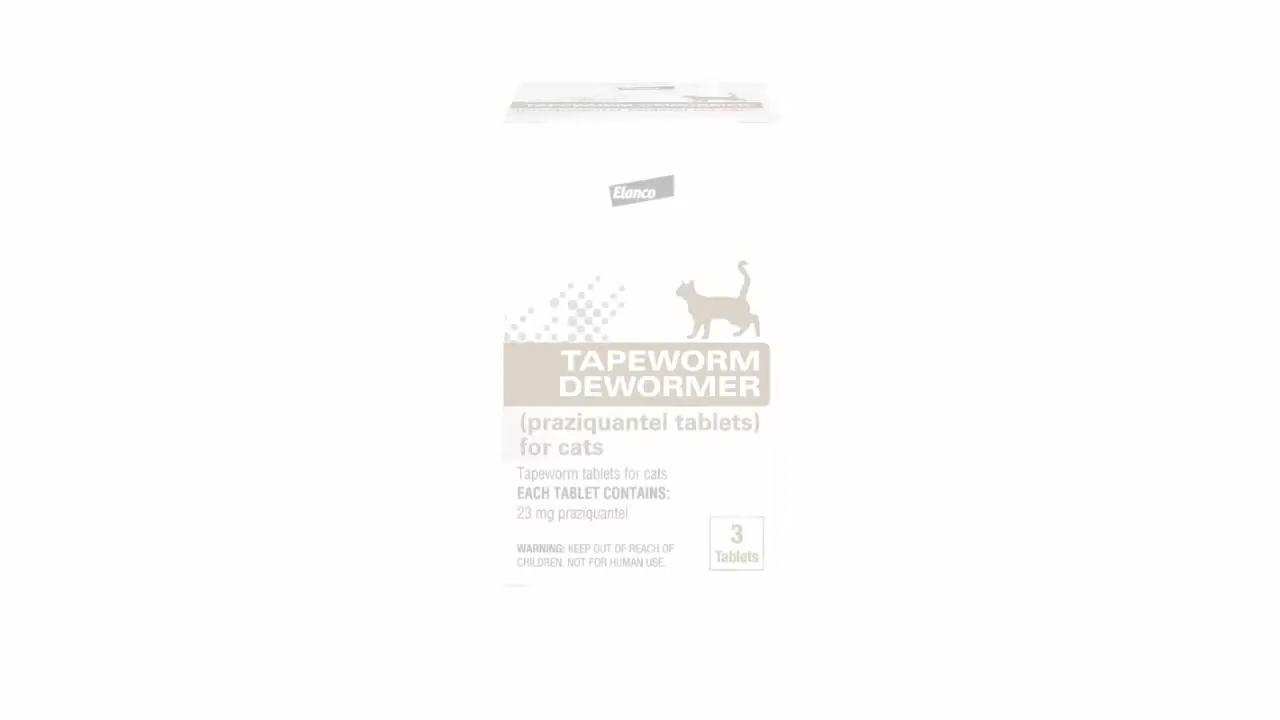 Elanco
TAPEWORM
DEWORMER
(praziquantel tablets)
for cats
Tapeworm tablets for cats
EACH TABLET CONTAINS:
23 mg praziquantel
3
Tablets
WARNING: KEEP OUT OF REACH OF
CHILDREN. NOT FOR HUMAN USE.